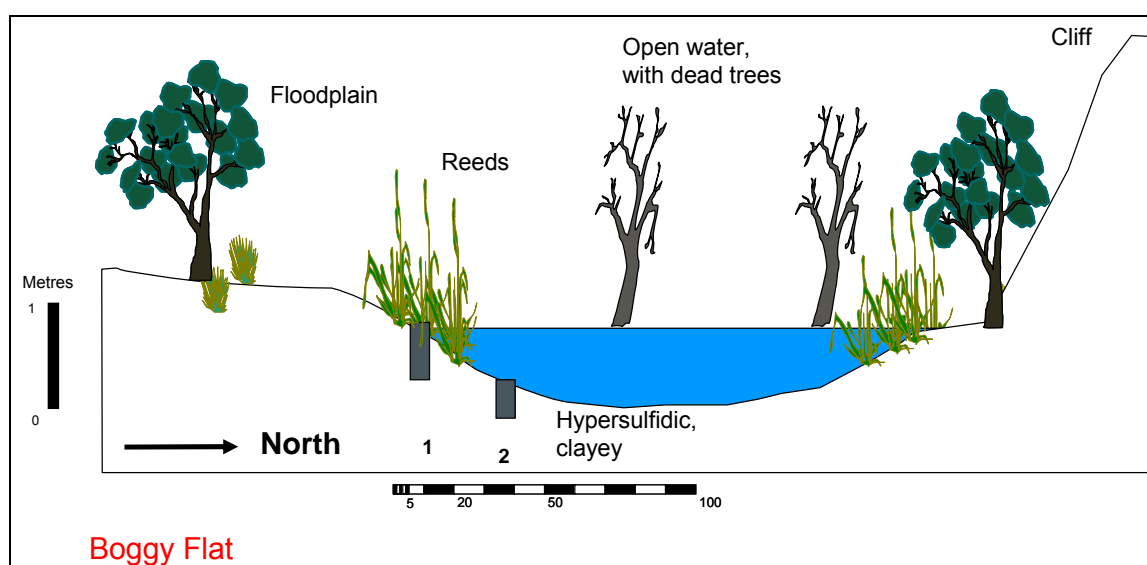 Cliff
Open water,
with dead trees
Floodplain
Reeds
Metres
1
0
Hypersulfidic,
clayey
North
1
2
5 20 50 100
Boggy Flat